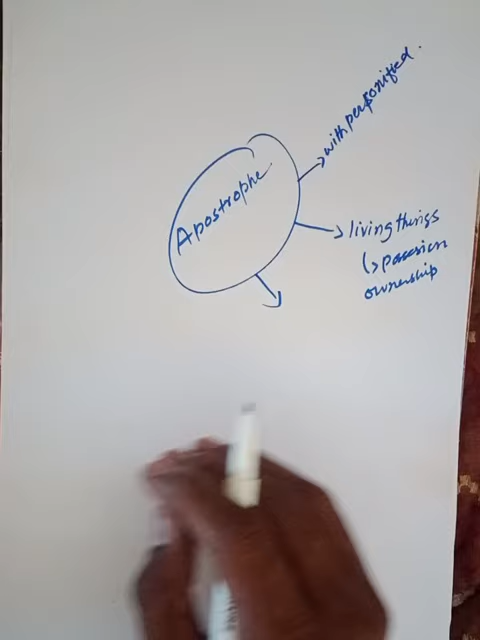 with personified.
Apostrophe
living things
↳ possession
ownership